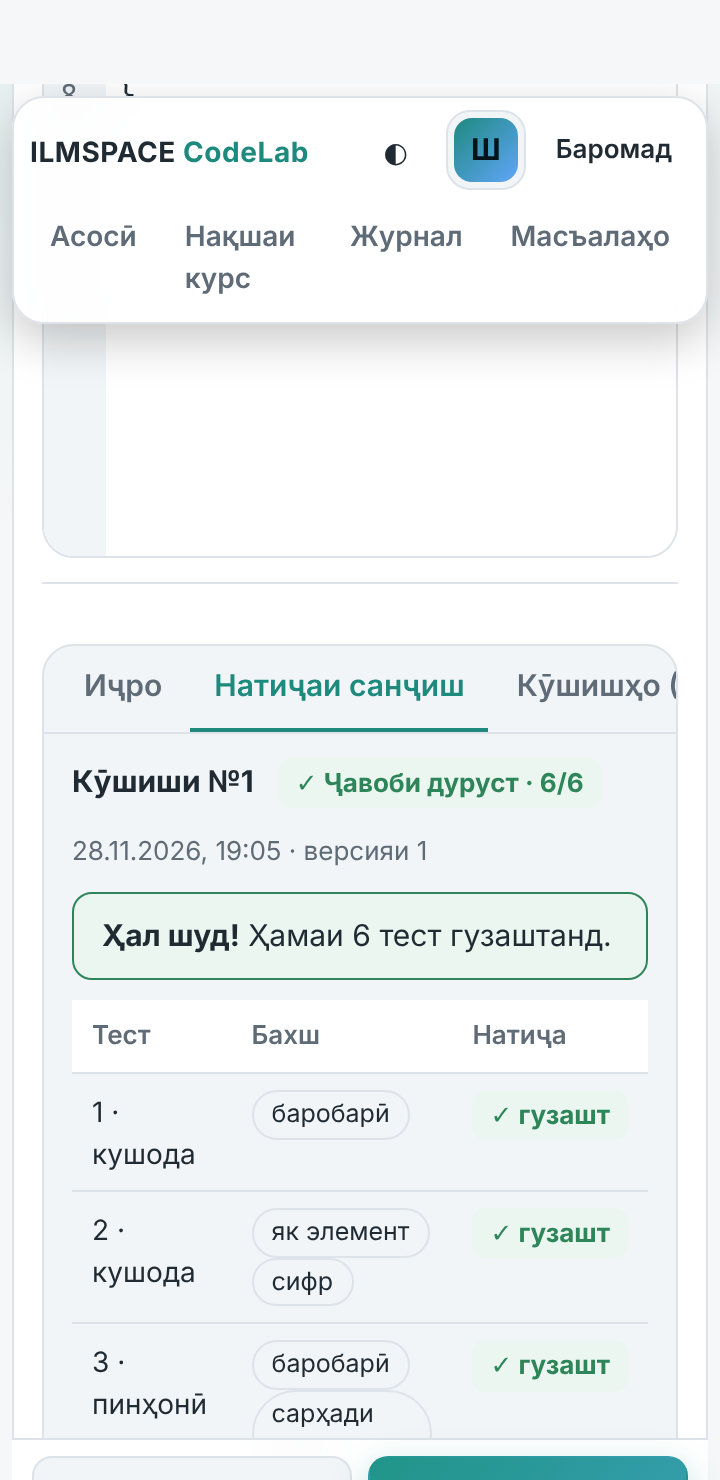 ILMSPACE CodeLab
◐
Ш
Баромад
Асосӣ
Нақшаи
курс
Журнал
Масъалаҳо
Иҷро
Натиҷаи санҷиш
Кӯшишҳо
Кӯшиши №1
✓ Ҷавоби дуруст · 6/6
28.11.2026, 19:05 · версияи 1
Ҳал шуд! Ҳамаи 6 тест гузаштанд.
Тест
Бахш
Натиҷа
1 ·
кушода
баробарӣ
✓ гузашт
2 ·
кушода
як элемент
сифр
✓ гузашт
3 ·
пинҳонӣ
баробарӣ
сарҳади
✓ гузашт